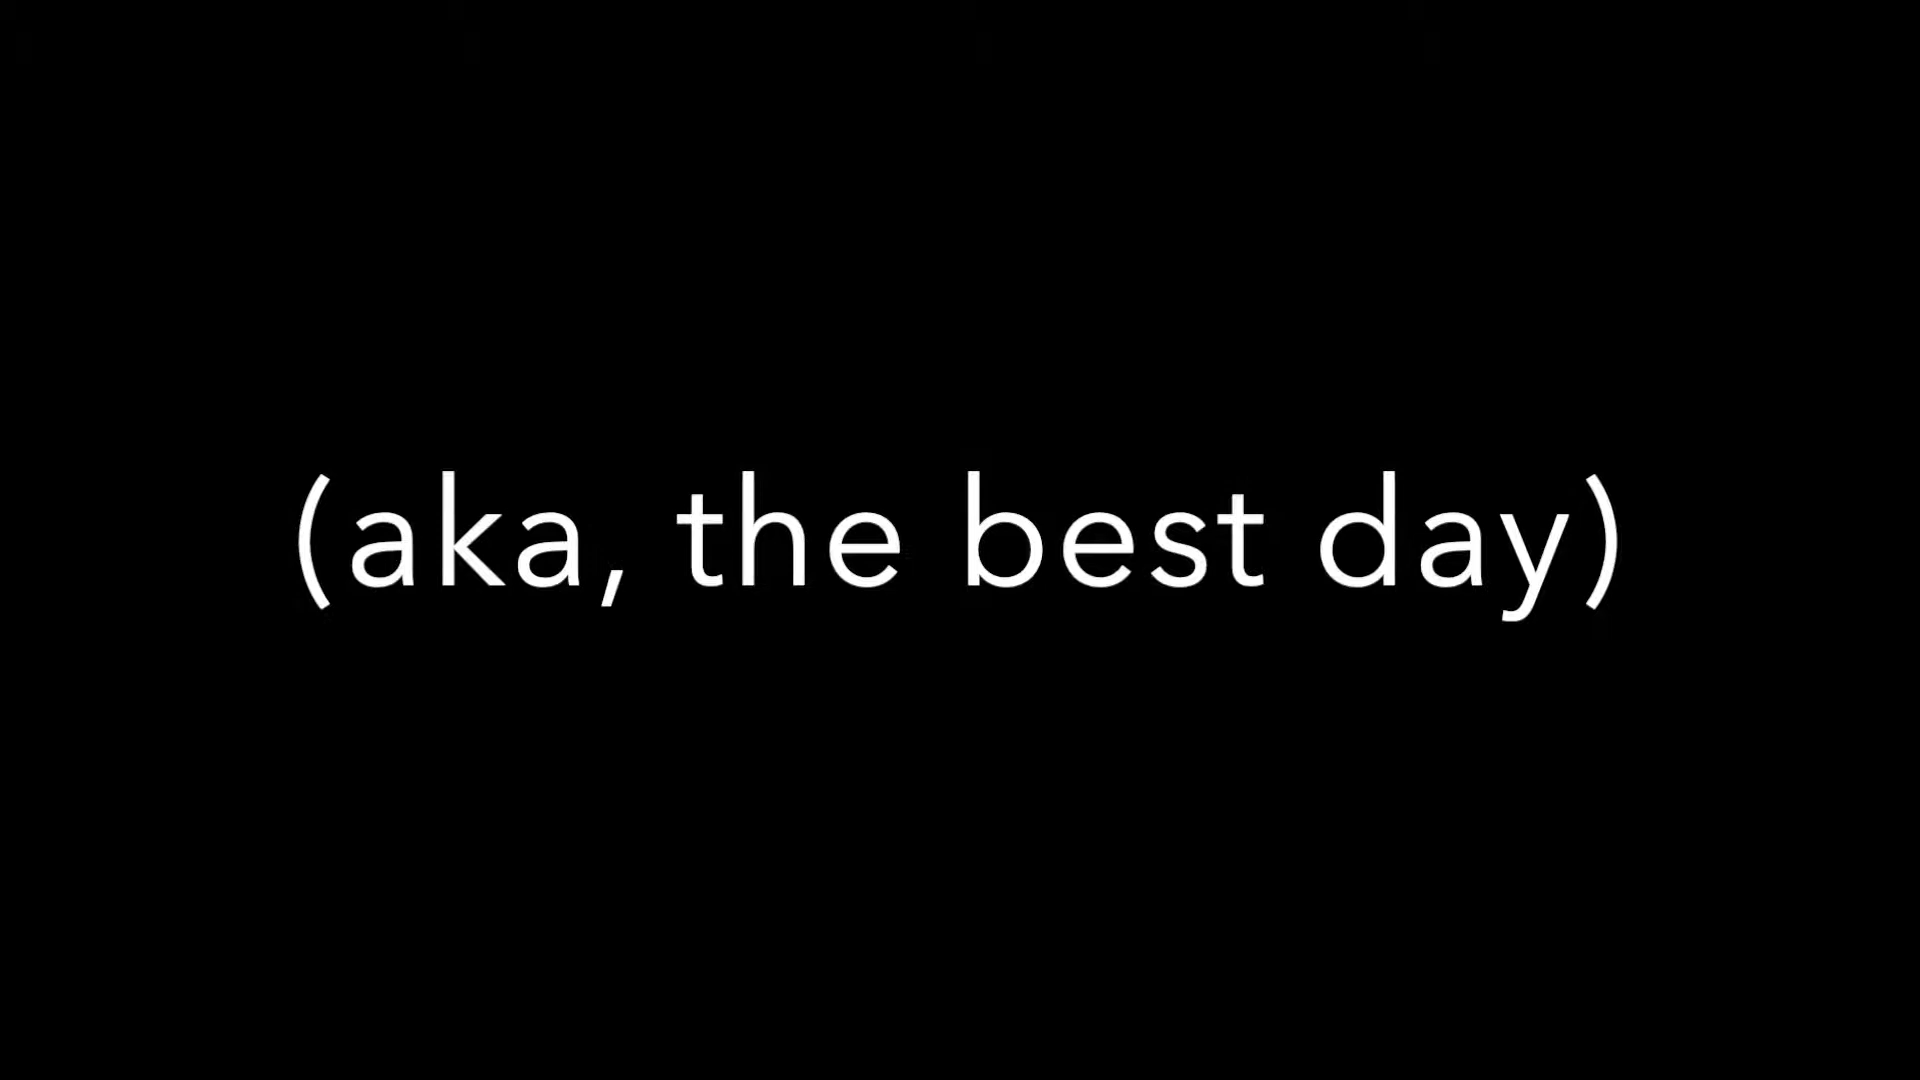 (aka, the best day)